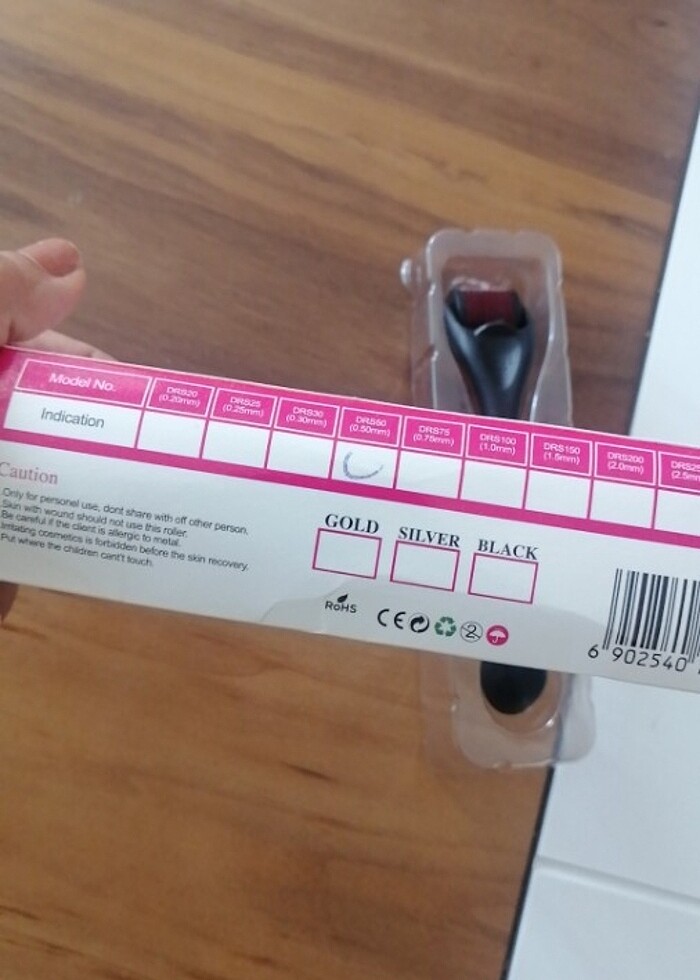 Model No. DRS20 DRS25 DRS30 DRS50 DRS75 DRS100 DRS150 DRS200
(0.20mm) (0.25mm) (0.30mm) (0.50mm) (0.75mm) (1.0mm) (1.5mm) (2.0mm) (2.5mm
Indication
Caution
Only for personel use, dont share with off other person.
Skin with wound should not use this roller.
Be careful if the client is allergic to metal.
Irritating cosmetics is forbidden before the skin recovery.
Put where the children cant't touch.
GOLD SILVER BLACK
RoHS CE
6 902540